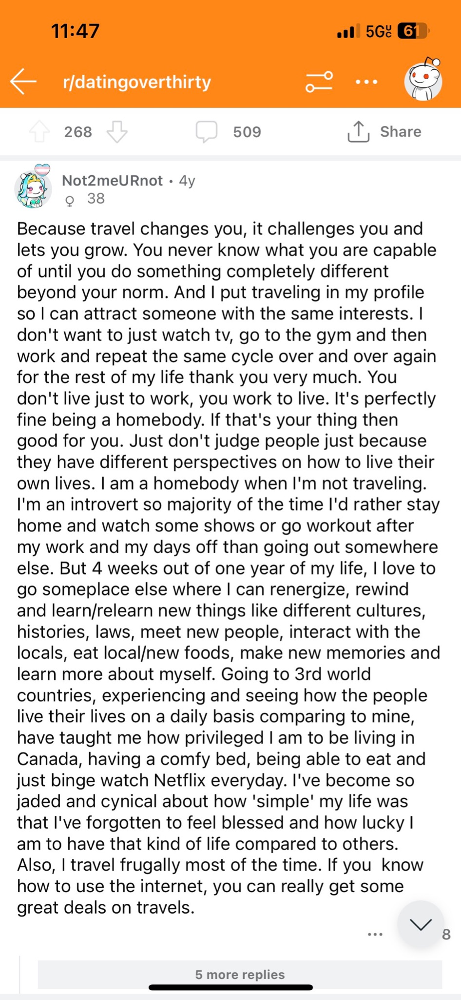 11:47
5GUC 61
r/datingoverthirty
268
509
Share
Not2meURnot • 4y
♀ 38
Because travel changes you, it challenges you and
lets you grow. You never know what you are capable
of until you do something completely different
beyond your norm. And I put traveling in my profile
so I can attract someone with the same interests. I
don't want to just watch tv, go to the gym and then
work and repeat the same cycle over and over again
for the rest of my life thank you very much. You
don't live just to work, you work to live. It's perfectly
fine being a homebody. If that's your thing then
good for you. Just don't judge people just because
they have different perspectives on how to live their
own lives. I am a homebody when I'm not traveling.
I'm an introvert so majority of the time I'd rather stay
home and watch some shows or go workout after
my work and my days off than going out somewhere
else. But 4 weeks out of one year of my life, I love to
go someplace else where I can renergize, rewind
and learn/relearn new things like different cultures,
histories, laws, meet new people, interact with the
locals, eat local/new foods, make new memories and
learn more about myself. Going to 3rd world
countries, experiencing and seeing how the people
live their lives on a daily basis comparing to mine,
have taught me how privileged I am to be living in
Canada, having a comfy bed, being able to eat and
just binge watch Netflix everyday. I've become so
jaded and cynical about how 'simple' my life was
that I've forgotten to feel blessed and how lucky I
am to have that kind of life compared to others.
Also, I travel frugally most of the time. If you  know
how to use the internet, you can really get some
great deals on travels.
8
5 more replies